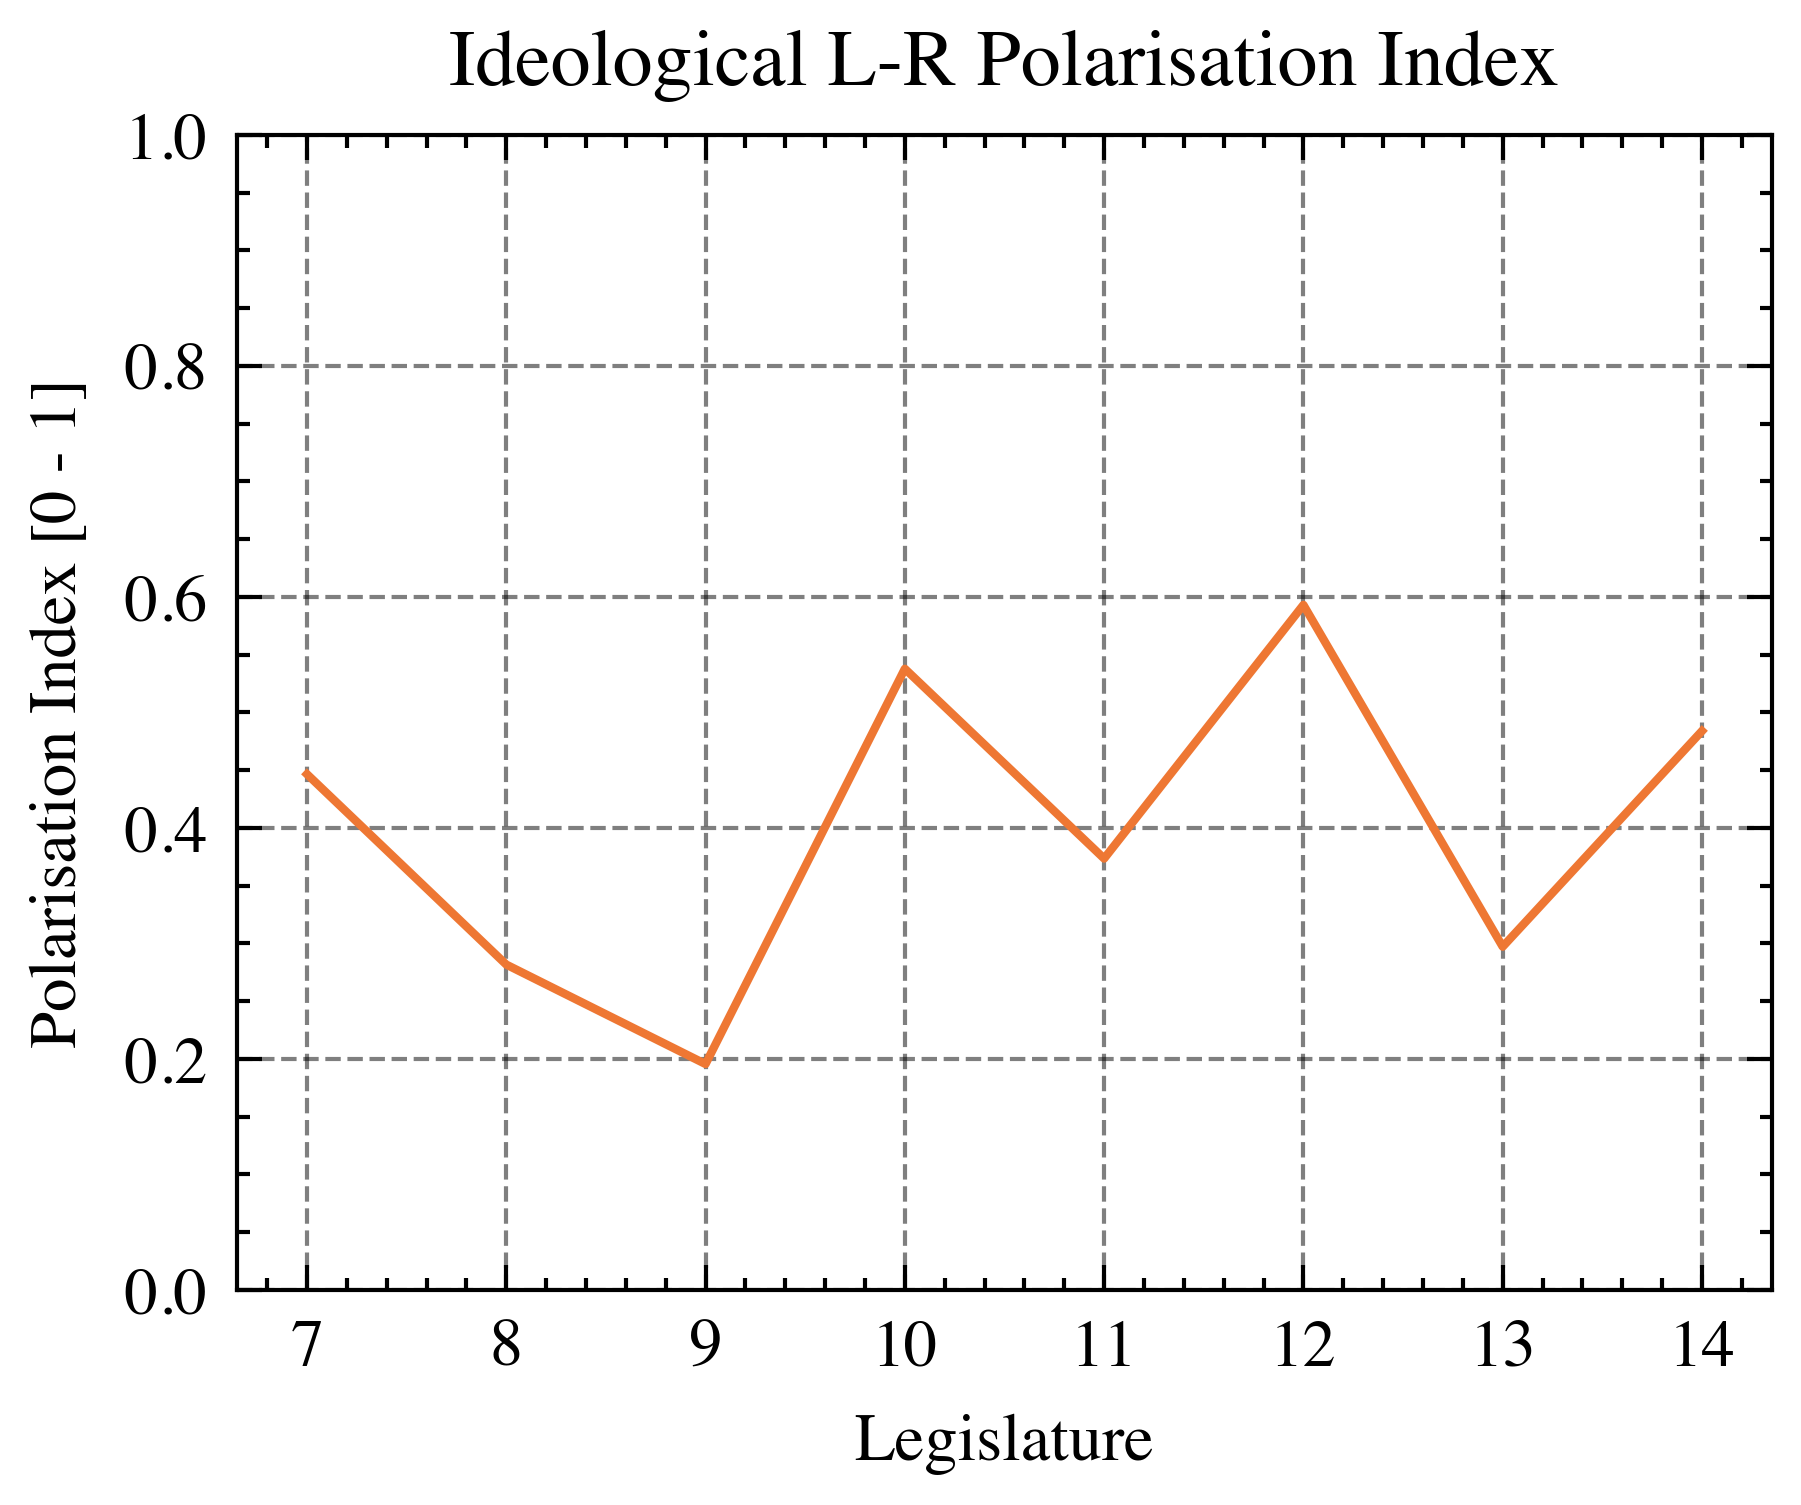 Ideological L-R Polarisation Index
Polarisation Index [0 - 1]
1.0
0.8
0.6
0.4
0.2
0.0
7 8 9 10 11 12 13 14
Legislature